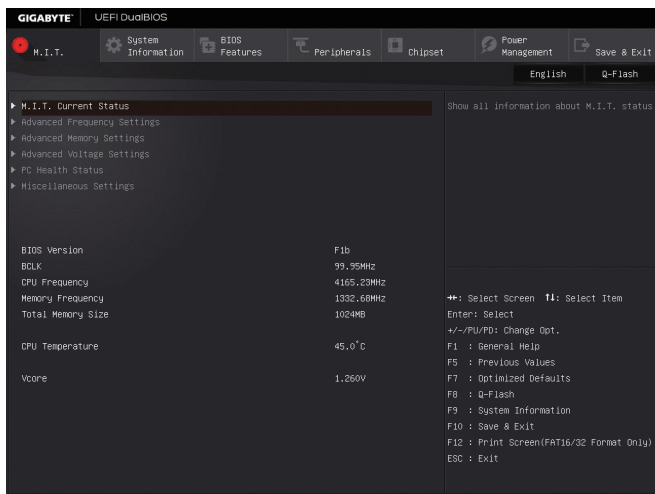 GIGABYTE™ UEFI DualBIOS
M.I.T.
System Information
BIOS Features
Peripherals
Chipset
Power Management
Save & Exit
English Q-Flash
M.I.T. Current Status
Advanced Frequency Settings
Advanced Memory Settings
Advanced Voltage Settings
PC Health Status
Miscellaneous Settings
Show all information about M.I.T. status
BIOS Version F1b
BCLK 99.95MHz
CPU Frequency 4165.23MHz
Memory Frequency 1332.68MHz
Total Memory Size 1024MB
CPU Temperature 45.0°C
Vcore 1.260V
→←: Select Screen ↑↓: Select Item
Enter: Select
+/-/PU/PD: Change Opt.
F1 : General Help
F5 : Previous Values
F7 : Optimized Defaults
F8 : Q-Flash
F9 : System Information
F10 : Save & Exit
F12 : Print Screen(FAT16/32 Format Only)
ESC : Exit